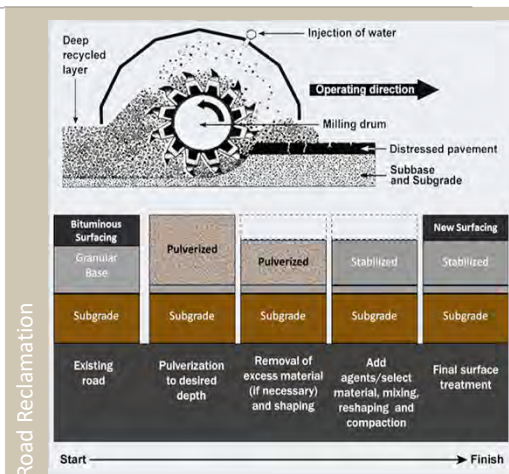 Deep
recycled
layer
Injection of water
Operating direction
Milling drum
Distressed pavement
Subbase
and Subgrade
Bituminous
Surfacing
Granular
Base
Subgrade
Existing
road
Pulverized
Subgrade
Pulverization
to desired
depth
Pulverized
Subgrade
Removal of
excess material
(if necessary)
and shaping
Stabilized
Subgrade
Add
agents/select
material, mixing,
reshaping and
compaction
New Surfacing
Stabilized
Subgrade
Final surface
treatment
Start
Finish
Road Reclamation